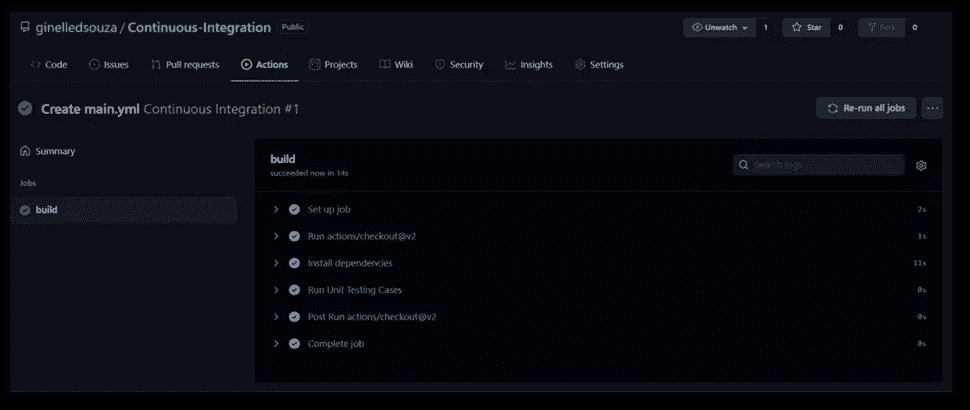 ginelledsouza / Continuous-Integration Public
Unwatch 1 Star 0 Fork 0
Code Issues Pull requests Actions Projects Wiki Security Insights Settings
Create main.yml Continuous Integration #1
Re-run all jobs ...
Summary
Jobs
build
build
succeeded now in 14s
Search logs
Set up job 2s
Run actions/checkout@v2 1s
Install dependencies 11s
Run Unit Testing Cases 0s
Post Run actions/checkout@v2 0s
Complete job 0s